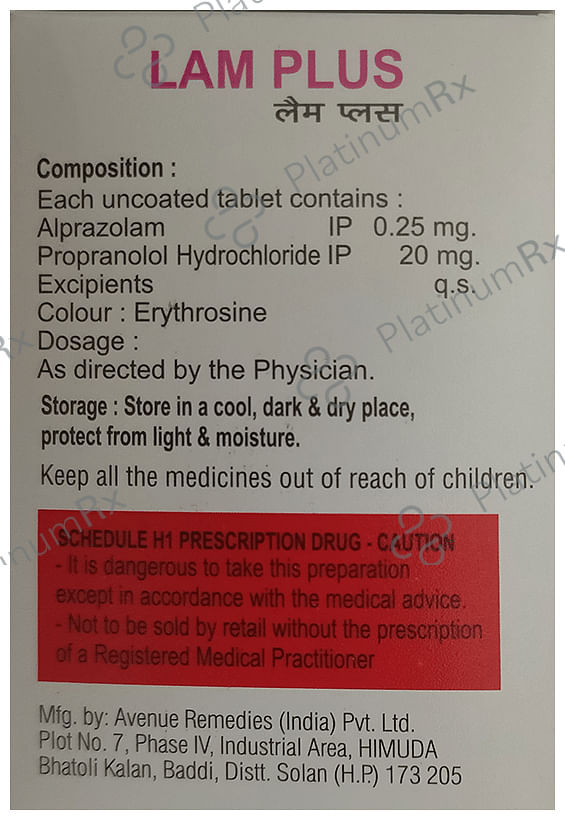 LAM PLUS
लैम प्लस
Composition :
Each uncoated tablet contains :
Alprazolam IP 0.25 mg.
Propranolol Hydrochloride IP 20 mg.
Excipients q.s.
Colour : Erythrosine
Dosage :
As directed by the Physician.
Storage : Store in a cool, dark & dry place,
protect from light & moisture.
Keep all the medicines out of reach of children.
SCHEDULE H1 PRESCRIPTION DRUG - CAUTION
- It is dangerous to take this preparation
except in accordance with the medical advice.
- Not to be sold by retail without the prescription
of a Registered Medical Practitioner
Mfg. by: Avenue Remedies (India) Pvt. Ltd.
Plot No. 7, Phase IV, Industrial Area, HIMUDA
Bhatoli Kalan, Baddi, Distt. Solan (H.P.) 173 205
PlatinumRx
PlatinumRx